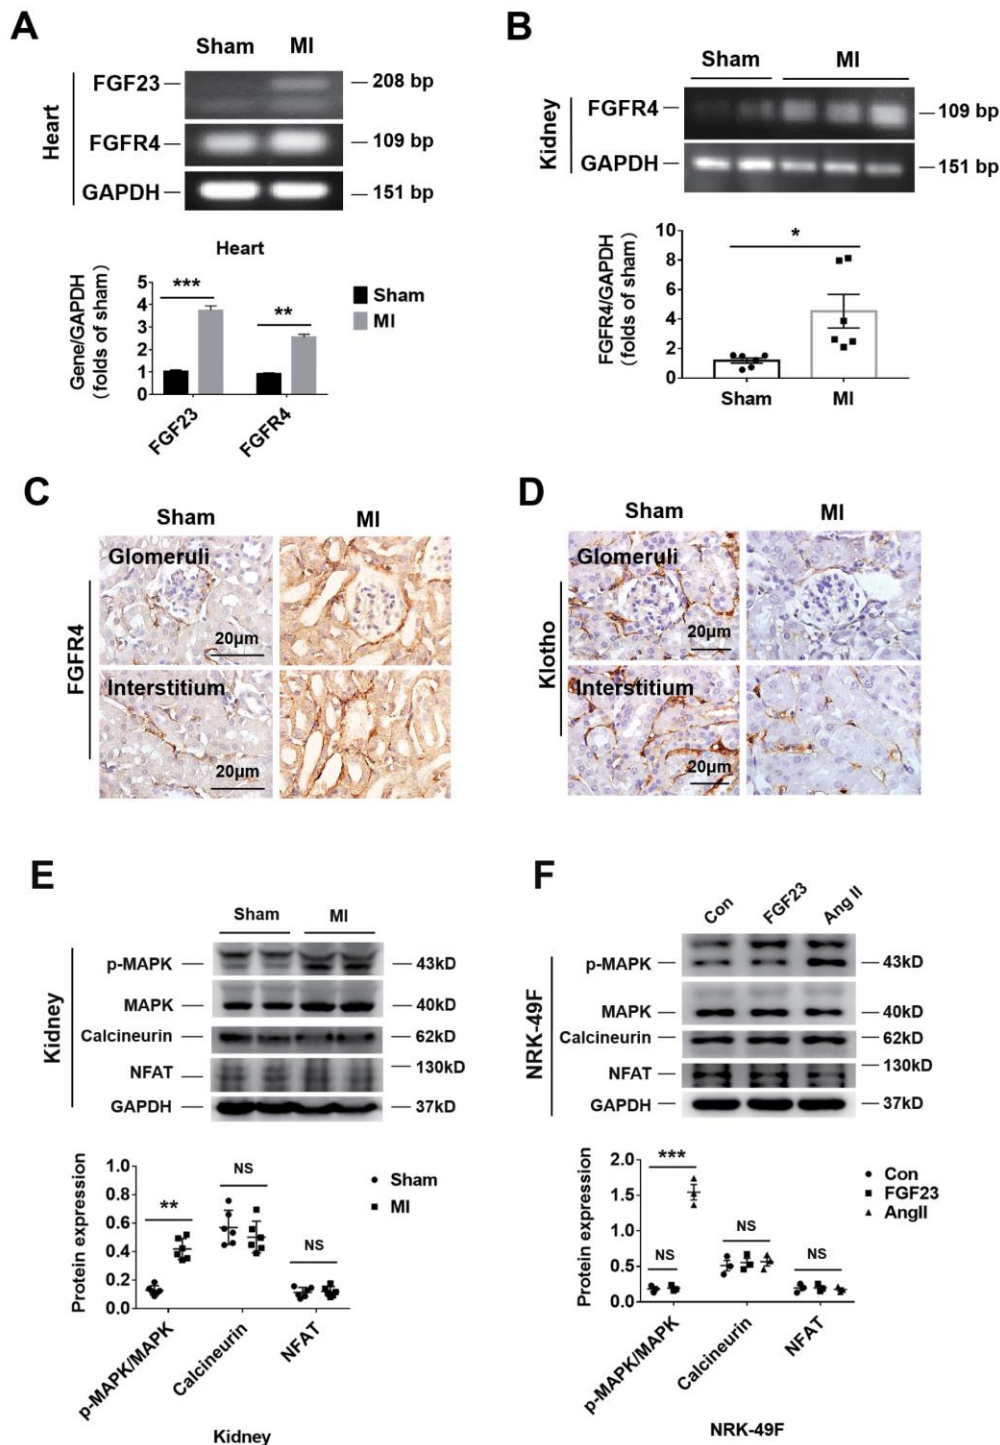 A
Sham MI
Heart
FGF23 208 bp
FGFR4 109 bp
GAPDH 151 bp
Heart
Gene/GAPDH
(folds of sham)
5
4
3
2
1
0
*** **
FGF23 FGFR4
Sham
MI
B
Sham MI
Kidney
FGFR4 109 bp
GAPDH 151 bp
FGFR4/GAPDH
(folds of sham)
10
8
6
4
2
0
*
Sham MI
C
Sham MI
FGFR4
Glomeruli
20μm
Interstitium
20μm
D
Sham MI
Klotho
Glomeruli
20μm
Interstitium
20μm
E
Sham MI
Kidney
p-MAPK 43kD
MAPK 40kD
Calcineurin 62kD
NFAT 130kD
GAPDH 37kD
Protein expression
1.0
0.8
0.6
0.4
0.2
0.0
** NS NS
Sham
MI
p-MAPK/MAPK Calcineurin NFAT
Kidney
F
Con FGF23 Ang II
NRK-49F
p-MAPK 43kD
MAPK 40kD
Calcineurin 62kD
NFAT 130kD
GAPDH 37kD
Protein expression
2.0
1.5
1.0
0.5
0.0
***
NS NS NS
Con
FGF23
AngII
p-MAPK/MAPK Calcineurin NFAT
NRK-49F